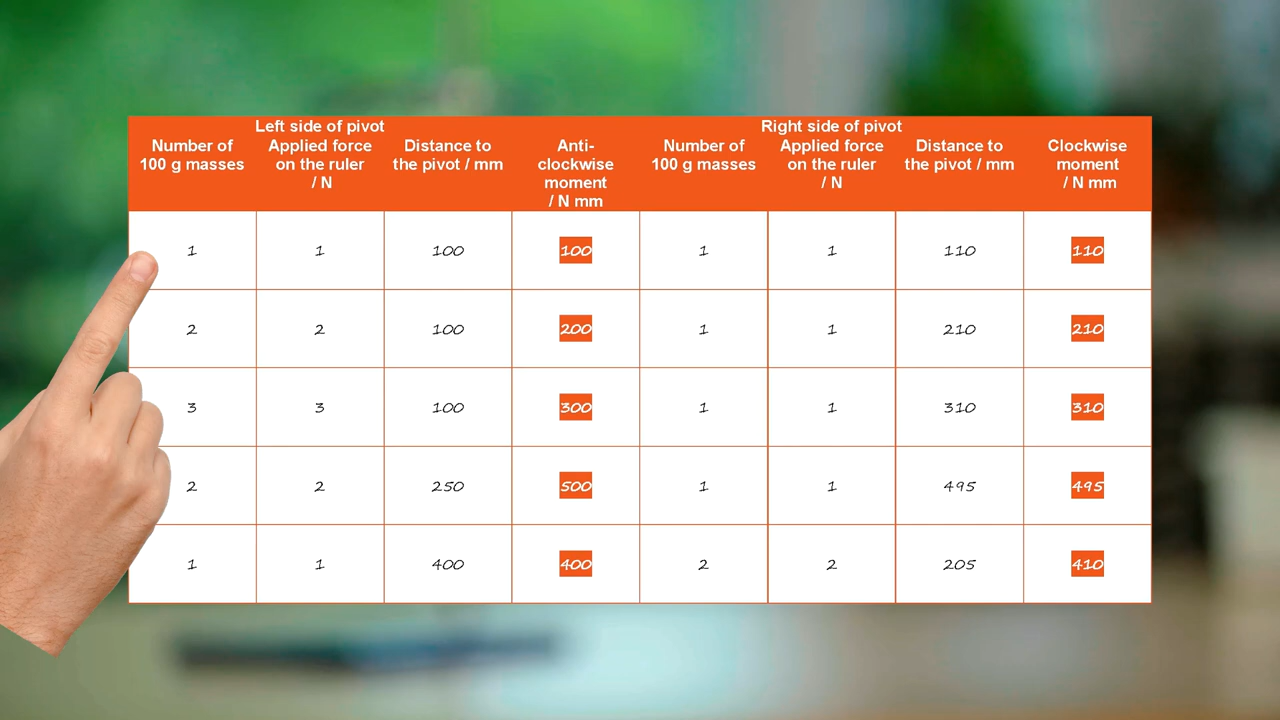 Left side of pivot
Right side of pivot
Number of 100 g masses
Applied force on the ruler / N
Distance to the pivot / mm
Anti-clockwise moment / N mm
Number of 100 g masses
Applied force on the ruler / N
Distance to the pivot / mm
Clockwise moment / N mm
1 1 100 100 1 1 110 110
2 2 100 200 1 1 210 210
3 3 100 300 1 1 310 310
2 2 250 500 1 1 495 495
1 1 400 400 2 2 205 410